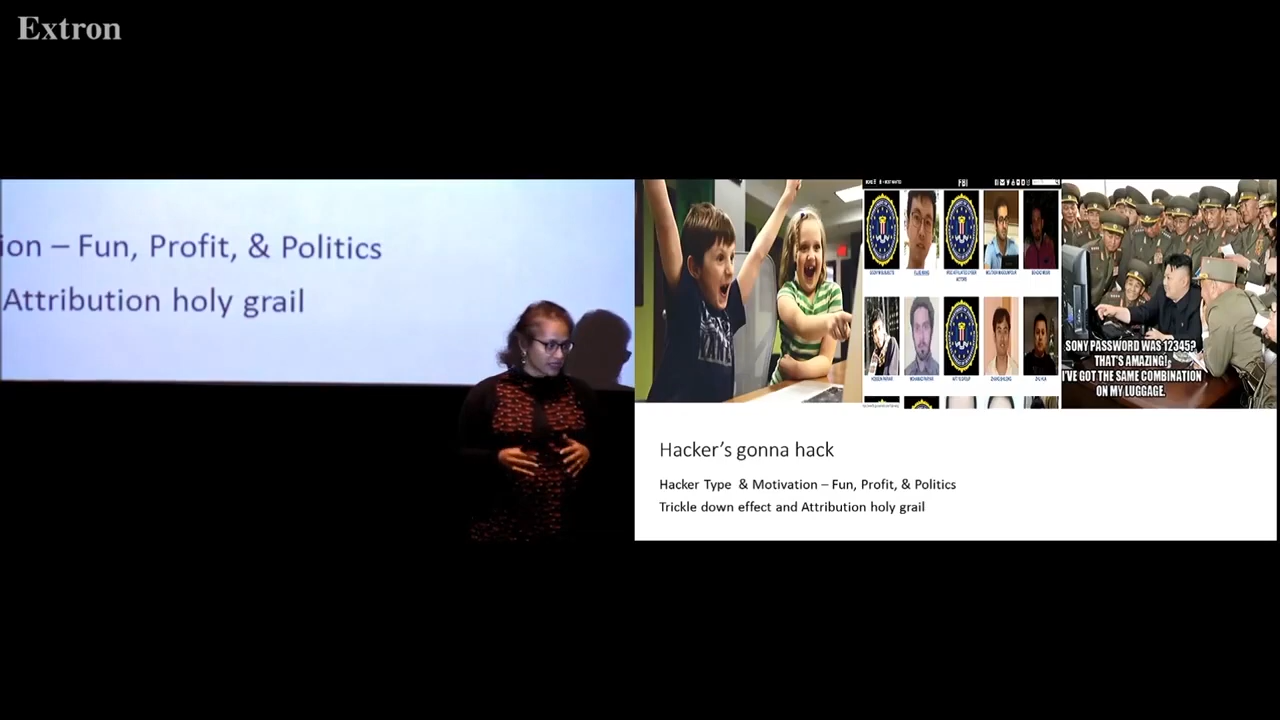 Extron
ion – Fun, Profit, & Politics
Attribution holy grail
FBI
SONY PASSWORD WAS 12345?
THAT'S AMAZING!
I'VE GOT THE SAME COMBINATION
ON MY LUGGAGE.
Hacker's gonna hack
Hacker Type & Motivation – Fun, Profit, & Politics
Trickle down effect and Attribution holy grail